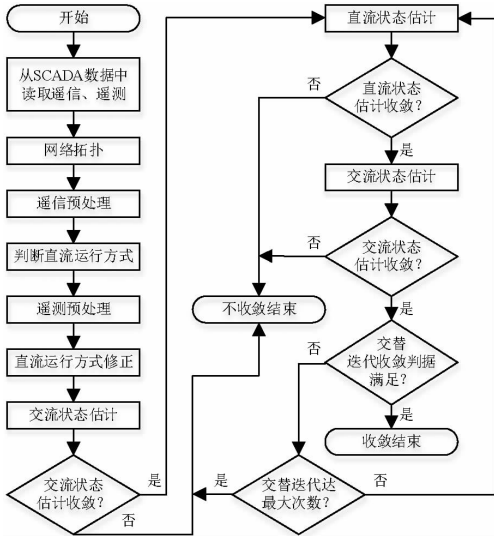 开始
从SCADA数据中
读取遥信、遥测
网络拓扑
遥信预处理
判断直流运行方式
遥测预处理
直流运行方式修正
交流状态估计
交流状态
估计收敛？
是
否
直流状态估计
直流状态
估计收敛？
否
是
交流状态估计
交流状态
估计收敛？
否
是
不收敛结束
交替
迭代收敛判据
满足？
否
是
收敛结束
交替迭代达
最大次数？
是
否